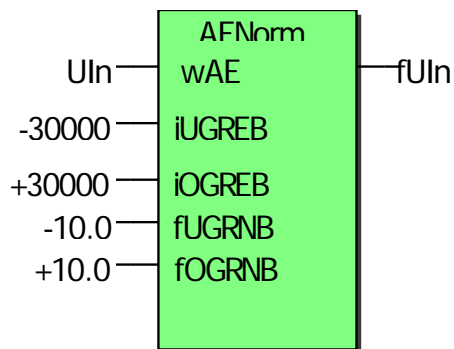 AENorm
UIn wAE fUIn
-30000 iUGREB
+30000 iOGREB
-10.0 fUGRNB
+10.0 fOGRNB